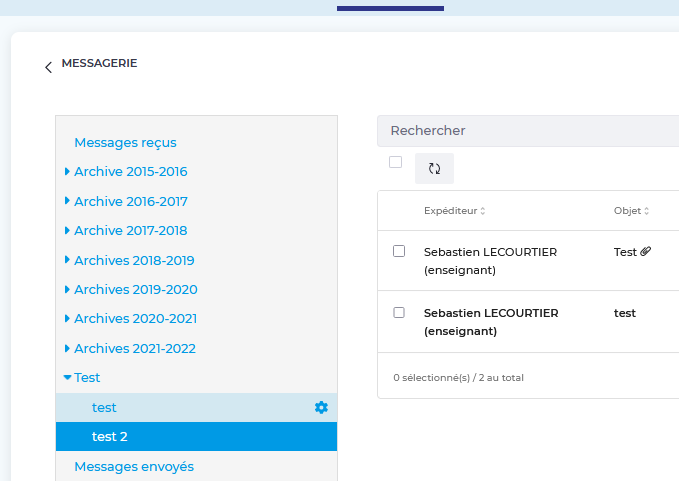 MESSAGERIE
Messages reçus
Archive 2015-2016
Archive 2016-2017
Archive 2017-2018
Archives 2018-2019
Archives 2019-2020
Archives 2020-2021
Archives 2021-2022
Test
test
test 2
Messages envoyés
Rechercher
Expéditeur Objet
Sebastien LECOURTIER Test
(enseignant)
Sebastien LECOURTIER test
(enseignant)
0 sélectionné(s) / 2 au total